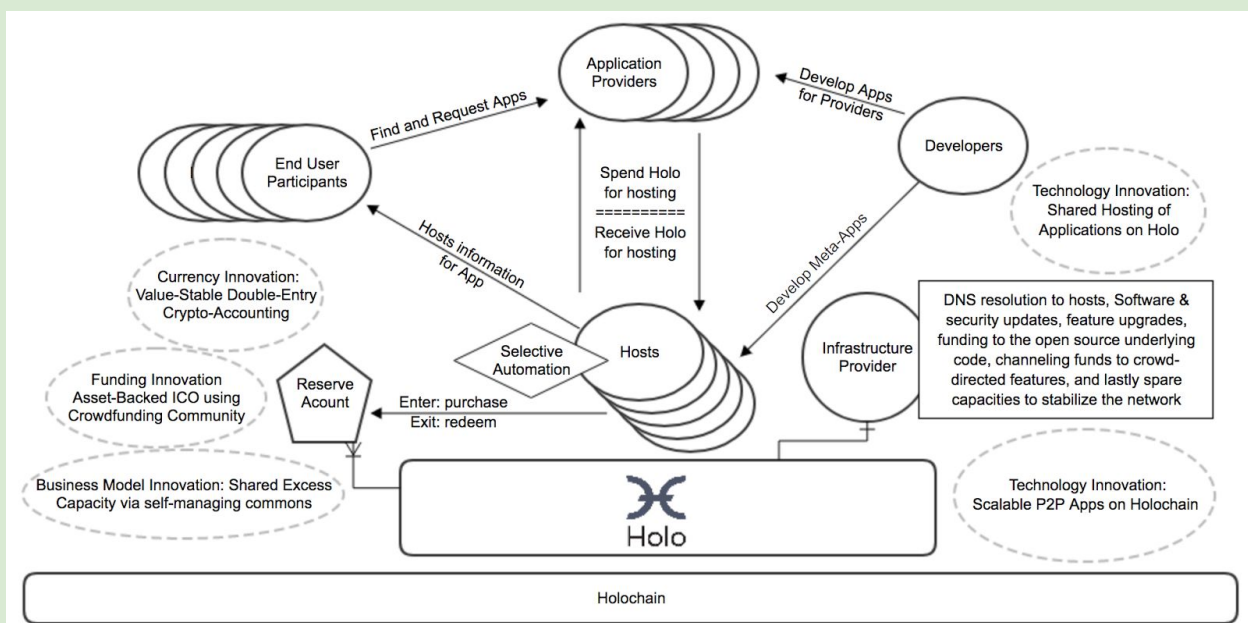 Application
Providers
Develop Apps
for Providers
Find and Request Apps
Developers
End User
Participants
Spend Holo
for hosting
==========
Receive Holo
for hosting
Technology Innovation:
Shared Hosting of
Applications on Holo
Hosts information
for App
Develop Meta-Apps
Currency Innovation:
Value-Stable Double-Entry
Crypto-Accounting
DNS resolution to hosts, Software &
security updates, feature upgrades,
funding to the open source underlying
code, channeling funds to crowd-
directed features, and lastly spare
capacities to stabilize the network
Selective
Automation
Hosts
Infrastructure
Provider
Funding Innovation
Asset-Backed ICO using
Crowdfunding Community
Reserve
Acount
Enter: purchase
Exit: redeem
Business Model Innovation: Shared Excess
Capacity via self-managing commons
Technology Innovation:
Scalable P2P Apps on Holochain
Holo
Holochain